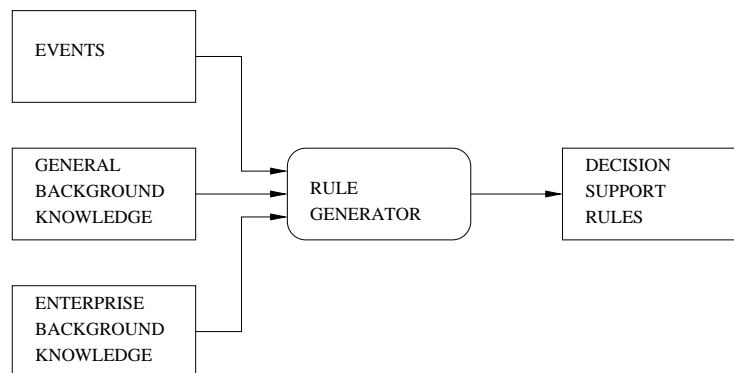 EVENTS
GENERAL
BACKGROUND
KNOWLEDGE
ENTERPRISE
BACKGROUND
KNOWLEDGE
RULE
GENERATOR
DECISION
SUPPORT
RULES